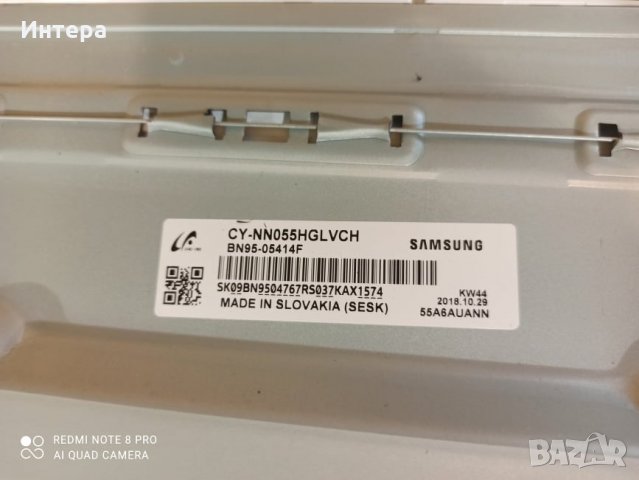 Интера
CY-NN055HGLVCH
BN95-05414F
SAMSUNG
SK09BN9504767RS037KAX1574
MADE IN SLOVAKIA (SESK)
KW44
2018.10.29
55A6AUANN
REDMI NOTE 8 PRO
AI QUAD CAMERA
BAZAR